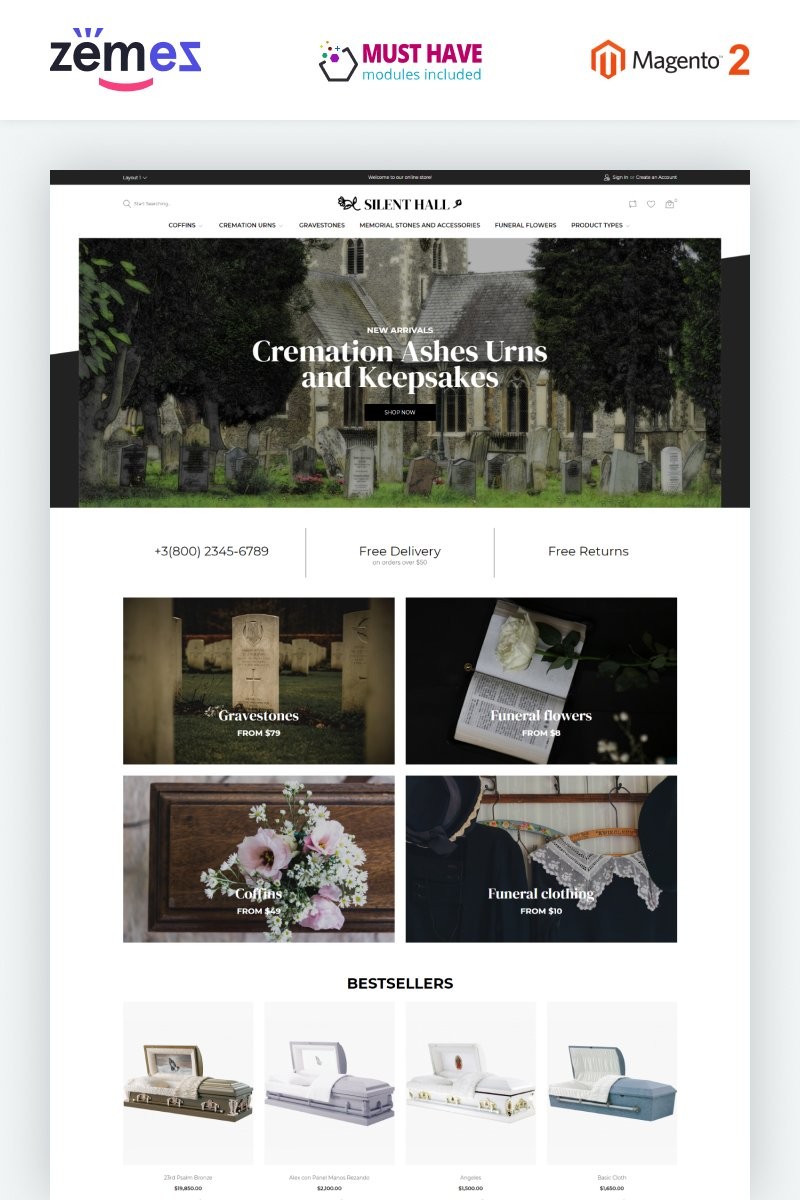 zemes
MUST HAVE
modules included
Magento™ 2
Layout 1
Welcome to our online store!
Sign In or Create an Account
Start Searching...
SILENT HALL
COFFINS
CREMATION URNS
GRAVESTONES
MEMORIAL STONES AND ACCESSORIES
FUNERAL FLOWERS
PRODUCT TYPES
NEW ARRIVALS
Cremation Ashes Urns
and Keepsakes
SHOP NOW
+3(800) 2345-6789
Free Delivery
on orders over $50
Free Returns
Gravestones
FROM $79
Funeral flowers
FROM $8
Coffins
FROM $49
Funeral clothing
FROM $10
BESTSELLERS
23rd Psalm Bronze
$19,850.00
Alex con Panel Manos Rezando
$2,200.00
Angeles
$1,500.00
Basic Cloth
$1,650.00